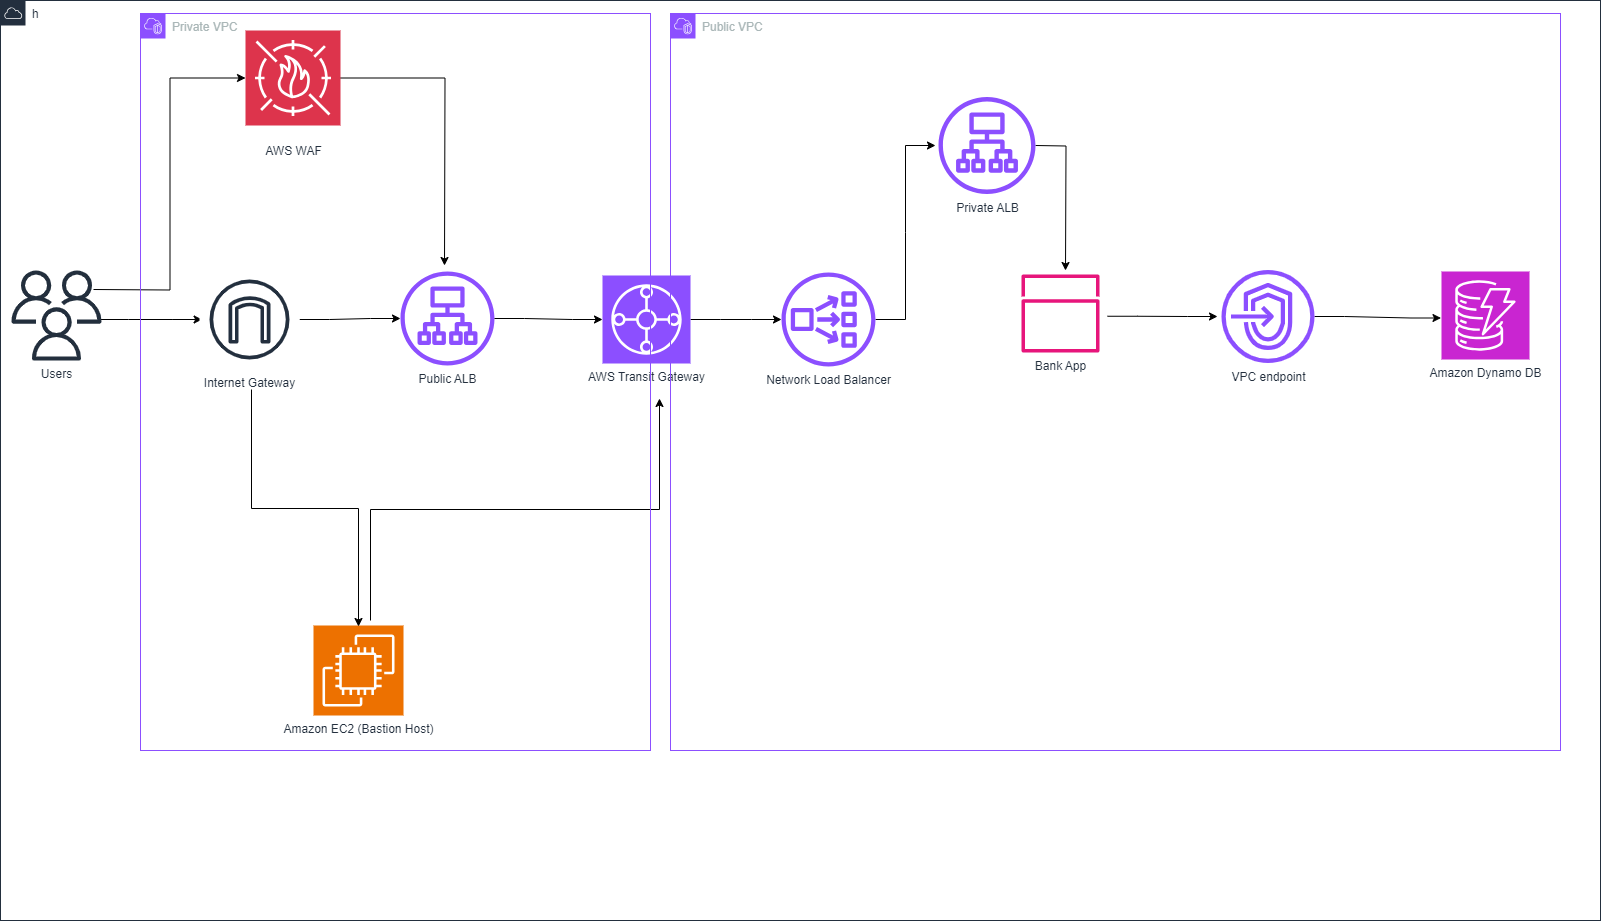 h
Private VPC
Public VPC
AWS WAF
Private ALB
Users
Internet Gateway
Public ALB
AWS Transit Gateway
Network Load Balancer
Bank App
VPC endpoint
Amazon Dynamo DB
Amazon EC2 (Bastion Host)